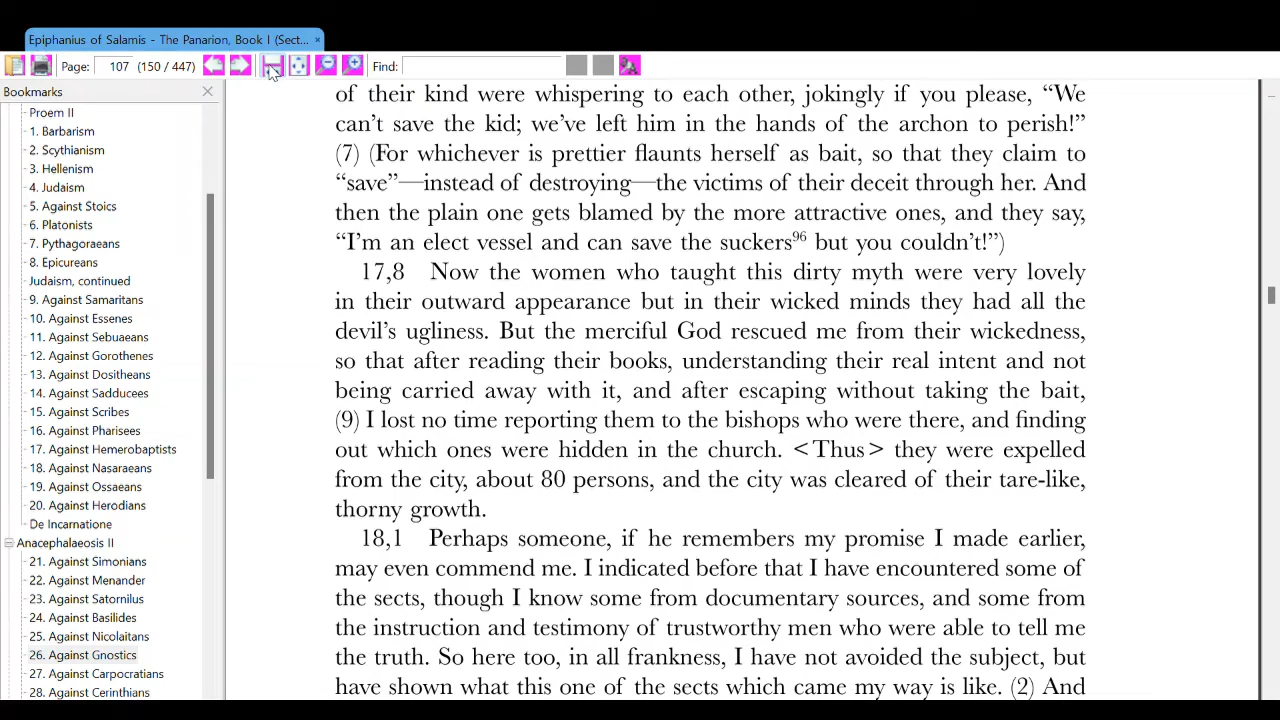 Epiphanius of Salamis - The Panarion, Book I (Sect... ×
Page: 107 (150 / 447) Find:
Bookmarks
Proem II
1. Barbarism
2. Scythianism
3. Hellenism
4. Judaism
5. Against Stoics
6. Platonists
7. Pythagoraeans
8. Epicureans
Judaism, continued
9. Against Samaritans
10. Against Essenes
11. Against Sebuaeans
12. Against Gorothenes
13. Against Dositheans
14. Against Sadducees
15. Against Scribes
16. Against Pharisees
17. Against Hemerobaptists
18. Against Nasaraeans
19. Against Ossaeans
20. Against Herodians
De Incarnatione
Anacephalaeosis II
21. Against Simonians
22. Against Menander
23. Against Satornilus
24. Against Basilides
25. Against Nicolaitans
26. Against Gnostics
27. Against Carpocratians
28. Against Cerinthians
of their kind were whispering to each other, jokingly if you please, “We
can’t save the kid; we’ve left him in the hands of the archon to perish!”
(7) (For whichever is prettier flaunts herself as bait, so that they claim to
“save”—instead of destroying—the victims of their deceit through her. And
then the plain one gets blamed by the more attractive ones, and they say,
“I’m an elect vessel and can save the suckers96 but you couldn’t!”)
17,8 Now the women who taught this dirty myth were very lovely
in their outward appearance but in their wicked minds they had all the
devil’s ugliness. But the merciful God rescued me from their wickedness,
so that after reading their books, understanding their real intent and not
being carried away with it, and after escaping without taking the bait,
(9) I lost no time reporting them to the bishops who were there, and finding
out which ones were hidden in the church. <Thus> they were expelled
from the city, about 80 persons, and the city was cleared of their tare-like,
thorny growth.
18,1 Perhaps someone, if he remembers my promise I made earlier,
may even commend me. I indicated before that I have encountered some of
the sects, though I know some from documentary sources, and some from
the instruction and testimony of trustworthy men who were able to tell me
the truth. So here too, in all frankness, I have not avoided the subject, but
have shown what this one of the sects which came my way is like. (2) And